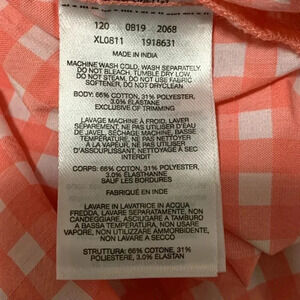 120 0819 2068
XL0811 1918631
MADE IN INDIA
MACHINE WASH COLD, WASH SEPARATELY,
DO NOT BLEACH, TUMBLE DRY LOW,
DO NOT STEAM, DO NOT USE FABRIC
SOFTENER, DO NOT DRYCLEAN
BODY: 66% COTTON, 31% POLYESTER,
3.0% ELASTANE
EXCLUSIVE OF TRIMMING
LAVAGE MACHINE À FROID, LAVER
SÉPARÉMENT, NE PAS UTILISER D'EAU
DE JAVEL, SÉCHAGE MACHINE, BASSE
TEMPÉRATURE, NE PAS NETTOYER
À LA VAPEUR, NE PAS UTILISER
D'ASSOUPLISSANT, NETTOYAGE À SEC
INTERDIT
CORPS: 66% COTON, 31% POLYESTER,
3.0% ÉLASTHANNE
SAUF LES BORDURES
FABRIQUÉ EN INDE
LAVARE IN LAVATRICE IN ACQUA
FREDDA, LAVARE SEPARATAMENTE, NON
CANDEGGIARE, ASCIUGARE A TAMBURO
A BASSA TEMPERATURA, NON USARE
VAPORE, NON UTILIZZARE AMMORBIDENTE,
NON LAVARE A SECCO
STRUTTURA: 66% COTONE, 31%
POLIESTERE, 3.0% ELASTAN